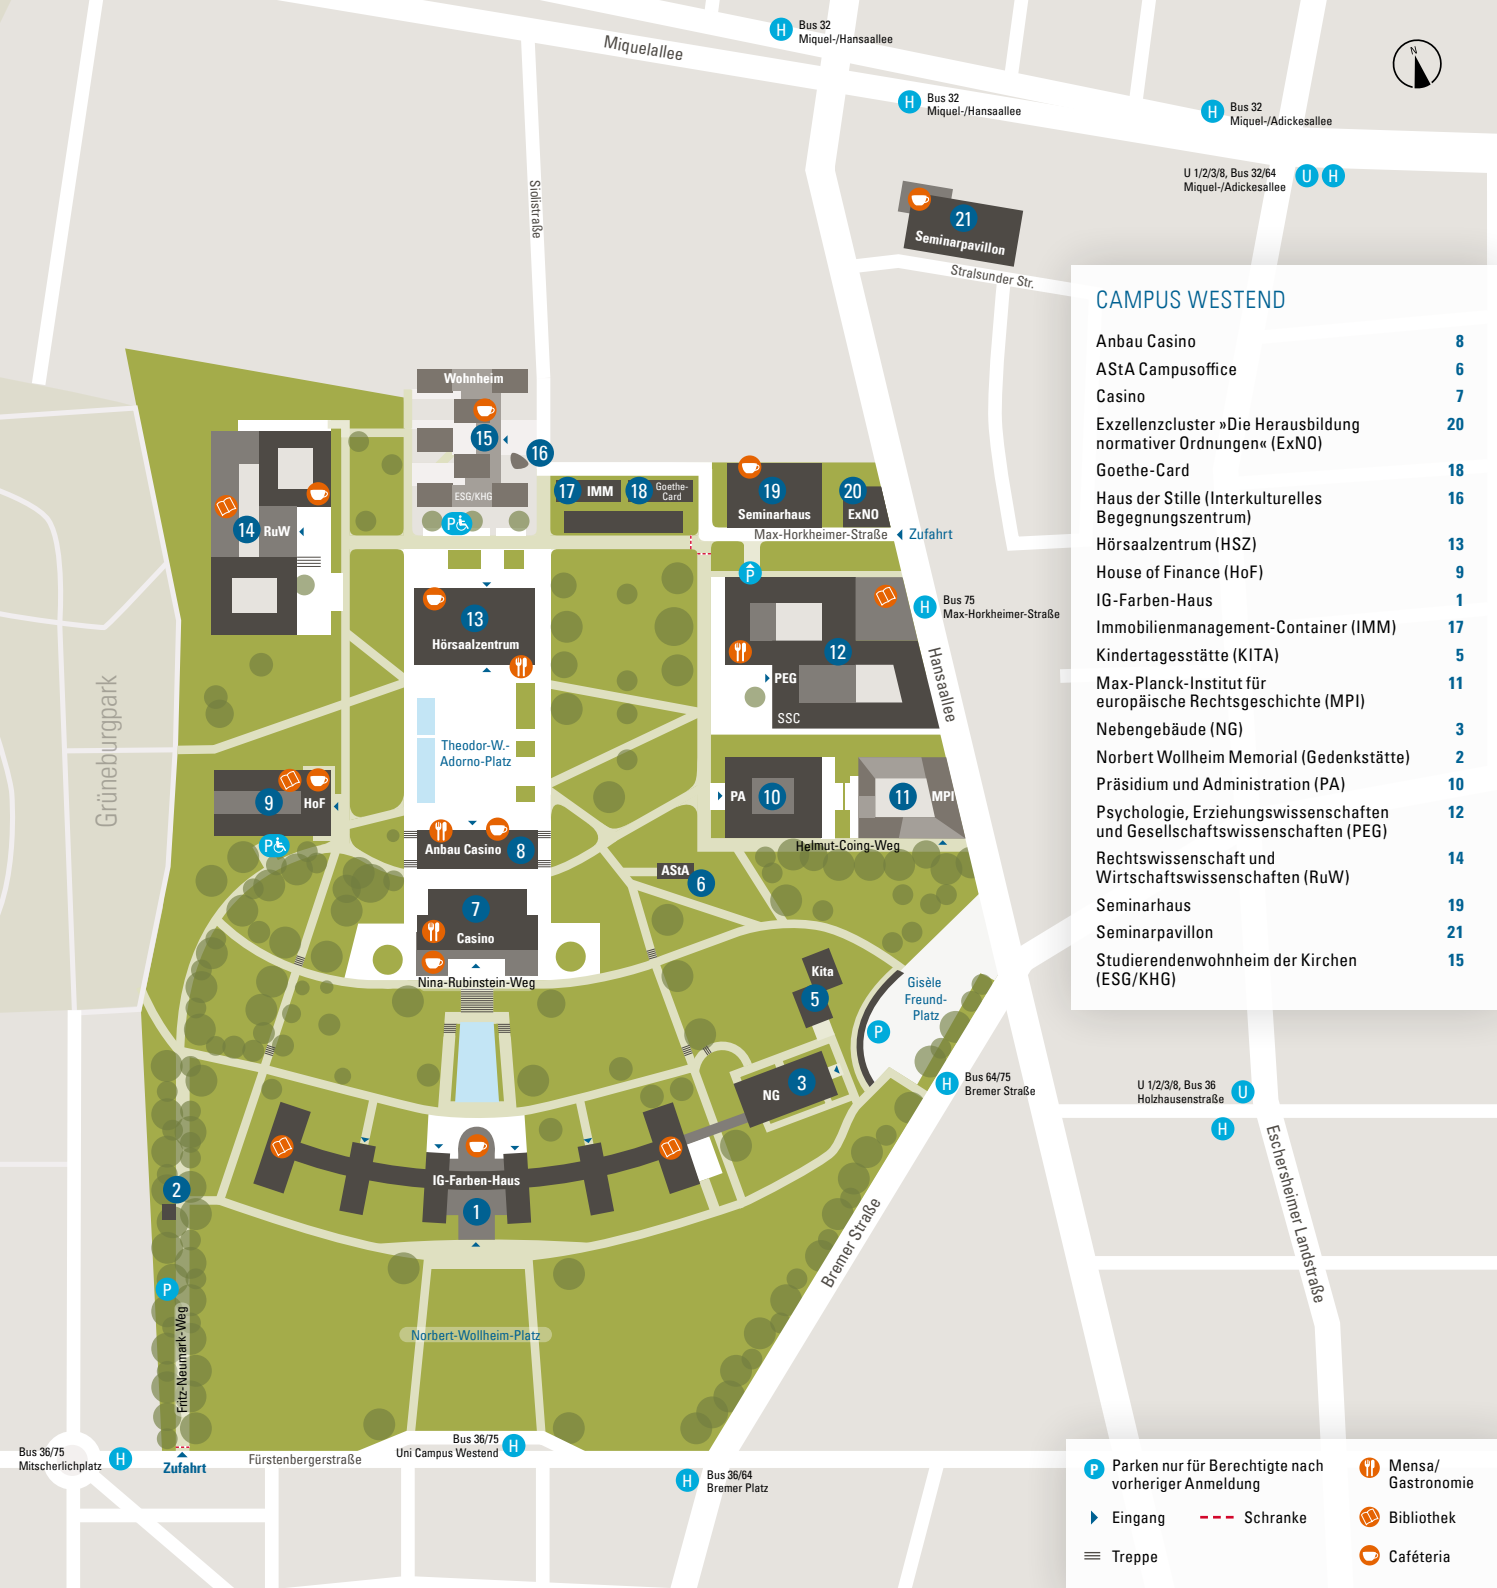 Bus 32
Miquel-/Hansaallee
Miquelallee
N
H
H
Bus 32
Miquel-/Hansaallee
H
Bus 32
Miquel-/Adickesallee
U 1/2/3/8, Bus 32/64
Miquel-/Adickesallee
U
H
Siolistraße
21
Seminarpavillon
Stralsunder Str.
CAMPUS WESTEND
Anbau Casino 8
AStA Campusoffice 6
Casino 7
Exzellenzcluster »Die Herausbildung 20
normativer Ordnungen« (ExNO)
Goethe-Card 18
Haus der Stille (Interkulturelles 16
Begegnungszentrum)
Hörsaalzentrum (HSZ) 13
House of Finance (HoF) 9
IG-Farben-Haus 1
Immobilienmanagement-Container (IMM) 17
Kindertagesstätte (KITA) 5
Max-Planck-Institut für 11
europäische Rechtsgeschichte (MPI)
Nebengebäude (NG) 3
Norbert Wollheim Memorial (Gedenkstätte) 2
Präsidium und Administration (PA) 10
Psychologie, Erziehungswissenschaften 12
und Gesellschaftswissenschaften (PEG)
Rechtswissenschaft und 14
Wirtschaftswissenschaften (RuW)
Seminarhaus 19
Seminarpavillon 21
Studierendenwohnheim der Kirchen 15
(ESG/KHG)
Wohnheim
15
16
ESG/KHG
P
17
IMM
18
Goethe-
Card
19
Seminarhaus
20
ExNO
Max-Horkheimer-Straße
Zufahrt
14
RuW
P
13
Hörsaalzentrum
H
Bus 75
Max-Horkheimer-Straße
12
PEG
SSC
Hansaallee
Grüneburgpark
Theodor-W.-
Adorno-Platz
9
HoF
P
PA
10
11
MPI
Helmut-Coing-Weg
Anbau Casino
8
AStA
6
7
Casino
Nina-Rubinstein-Weg
Kita
5
Gisèle
Freund-
Platz
P
3
NG
H
Bus 64/75
Bremer Straße
U 1/2/3/8, Bus 36
Holzhausenstraße
U
H
Eschersheimer Landstraße
IG-Farben-Haus
1
2
Bremer Straße
P
Fritz-Neumark-Weg
Norbert-Wollheim-Platz
Bus 36/75
Mitscherlichplatz
H
Zufahrt
Fürstenbergerstraße
Bus 36/75
Uni Campus Westend
H
H
Bus 36/64
Bremer Platz
P
Parken nur für Berechtigte nach
vorheriger Anmeldung
Eingang
Schranke
Treppe
Mensa/
Gastronomie
Bibliothek
Caféteria